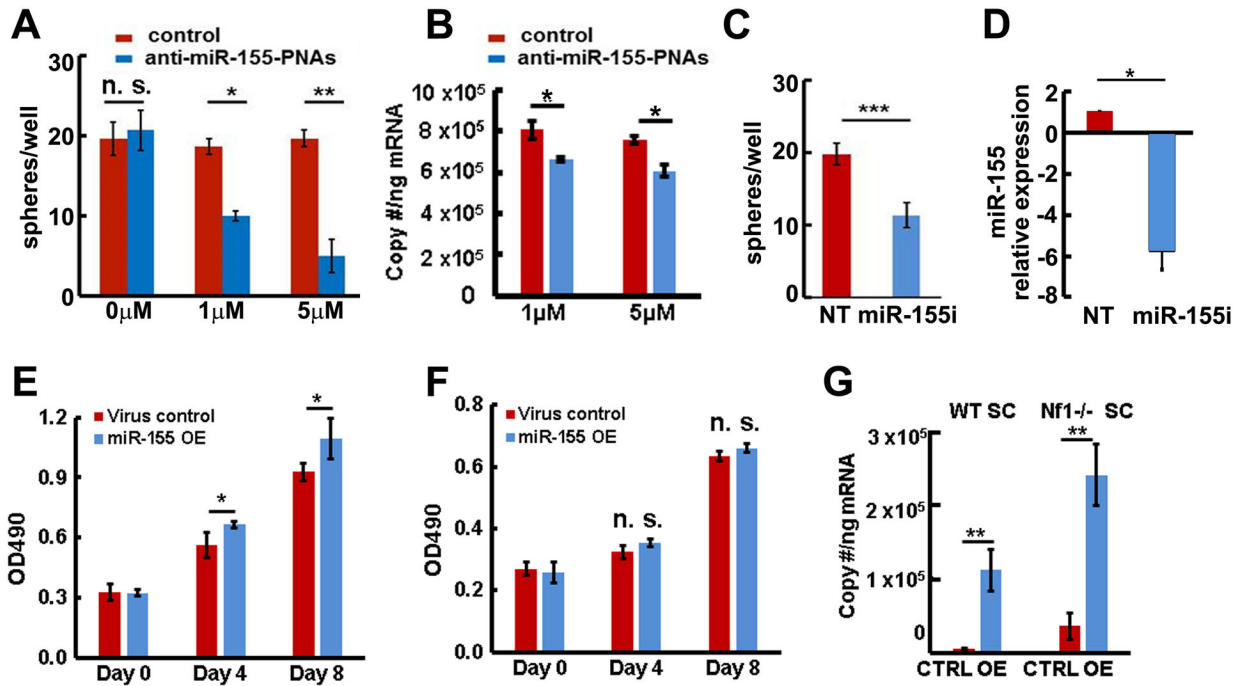 A
control
anti-miR-155-PNAs
spheres/well
30
20
10
0
n. s.
*
**
0μM
1μM
5μM
B
control
anti-miR-155-PNAs
Copy #/ng mRNA
10 x10⁵
8 x10⁵
6 x10⁵
4 x10⁵
2 x10⁵
0
*
*
1μM
5μM
C
spheres/well
30
20
10
0
***
NT
miR-155i
D
miR-155
relative expression
2
0
-2
-4
-6
-8
*
NT
miR-155i
E
Virus control
miR-155 OE
OD490
1.2
0.9
0.6
0.3
0.0
*
*
Day 0
Day 4
Day 8
F
Virus control
miR-155 OE
OD490
0.8
0.6
0.4
0.2
0.0
n. s.
n. s.
Day 0
Day 4
Day 8
G
WT SC
Nf1-/- SC
Copy #/ng mRNA
3 x10⁵
2 x10⁵
1 x10⁵
0
**
**
CTRL OE
CTRL OE